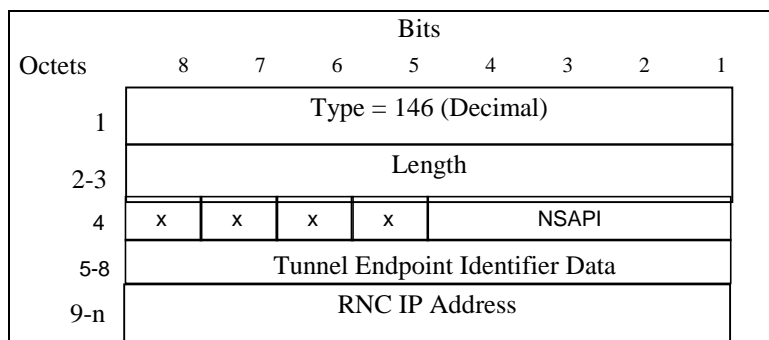 Bits
Octets 8 7 6 5 4 3 2 1
1 Type = 146 (Decimal)
2-3 Length
4 x x x x NSAPI
5-8 Tunnel Endpoint Identifier Data
9-n RNC IP Address